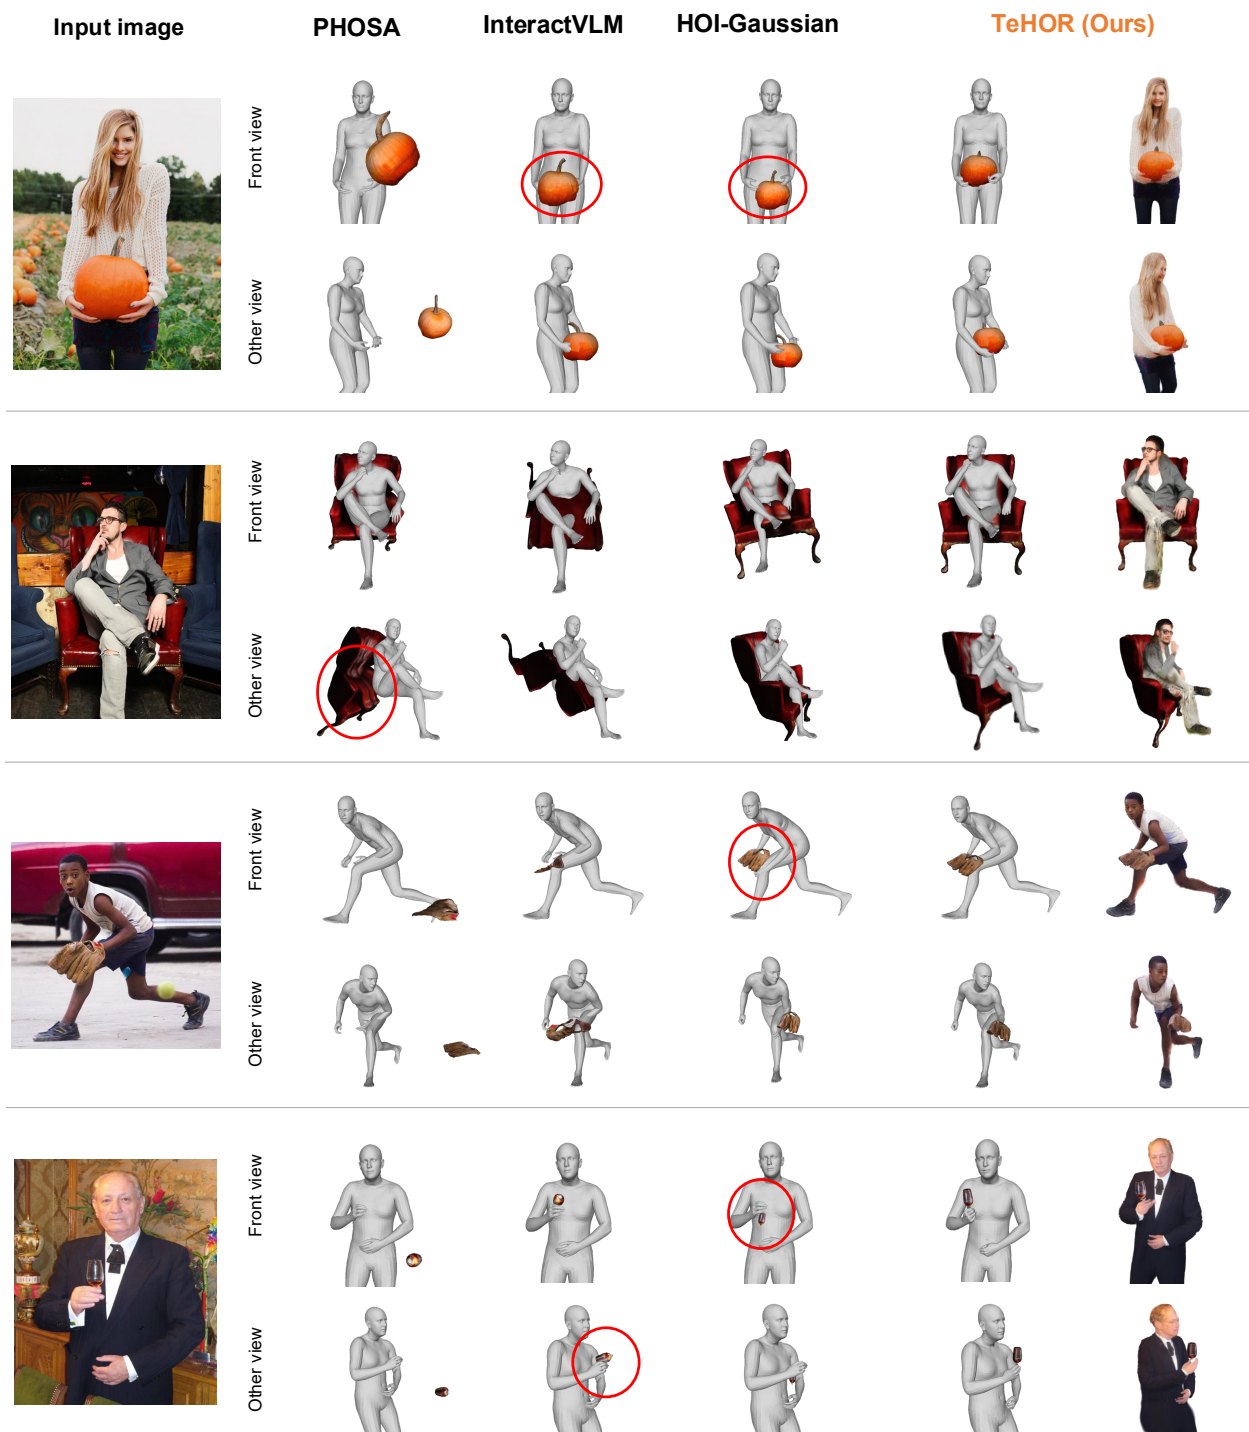 Input image
PHOSA
InteractVLM
HOI-Gaussian
TeHOR (Ours)
Front view
Other view
Front view
Other view
Front view
Other view
Front view
Other view